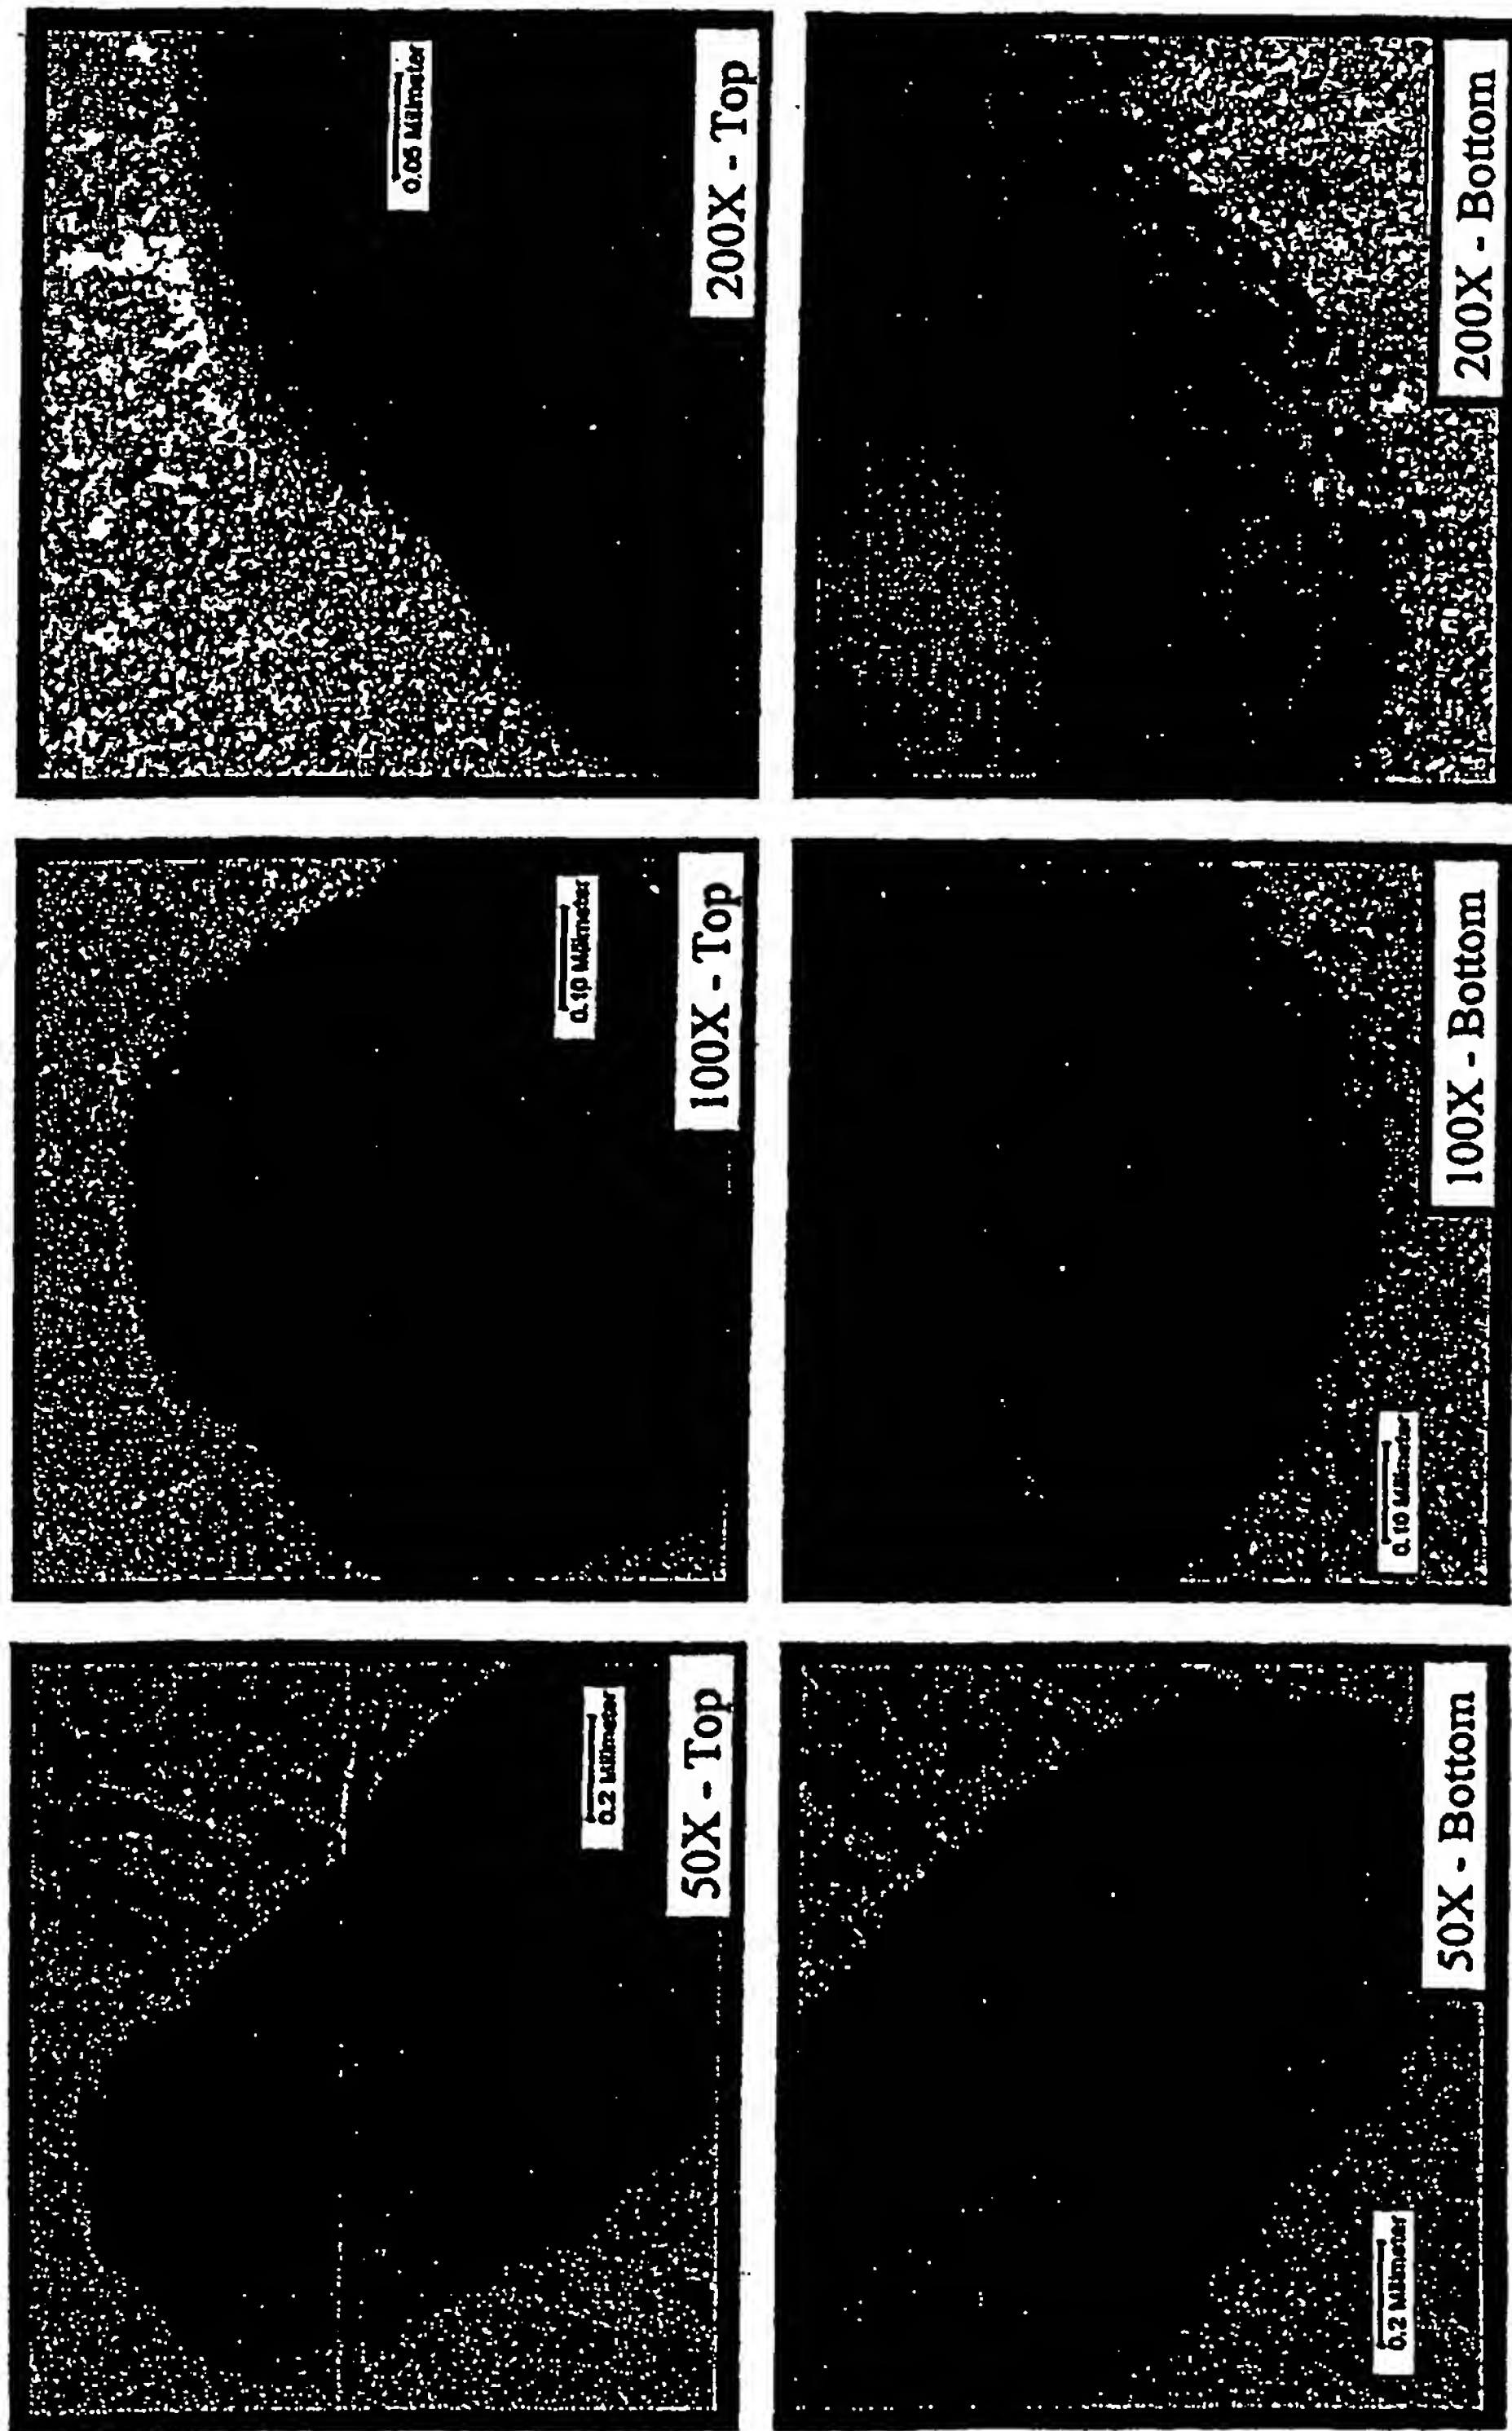 0.2 Millimeter
50X - Top
0.10 Millimeter
100X - Top
0.05 Millimeter
200X - Top
0.2 Millimeter
50X - Bottom
0.10 Millimeter
100X - Bottom
200X - Bottom